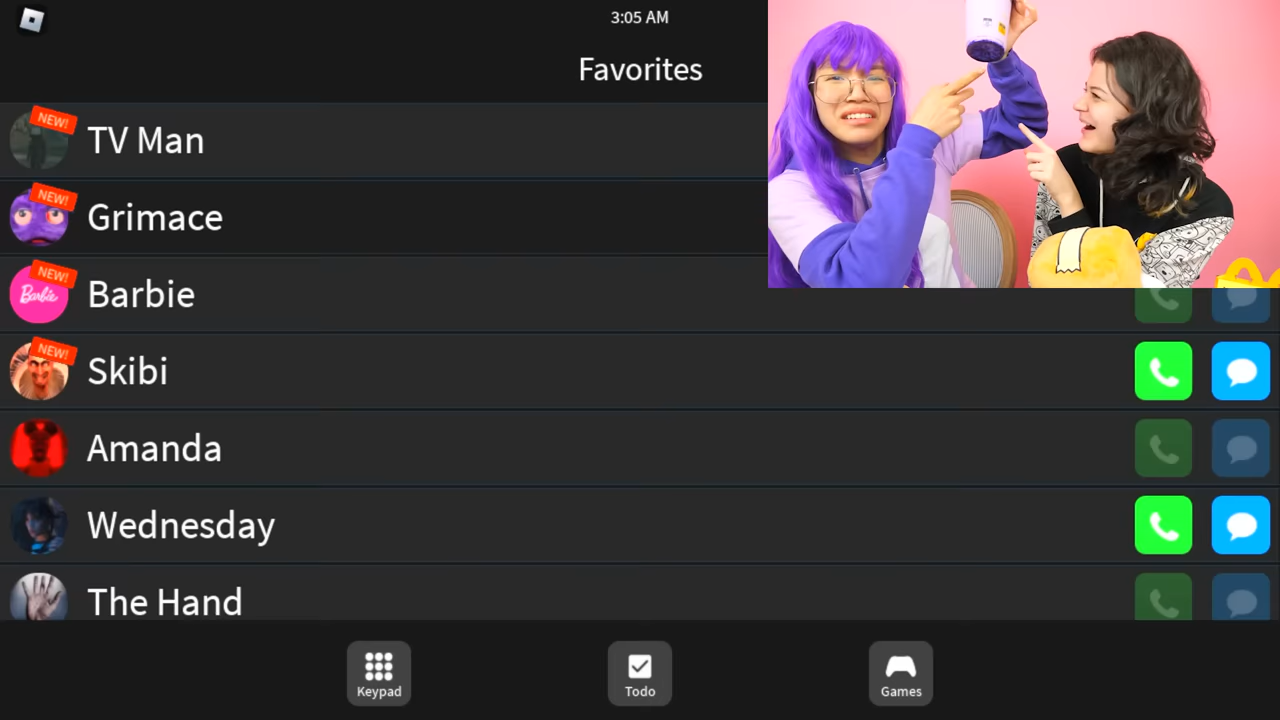 3:05 AM
Favorites
NEW!
TV Man
NEW!
Grimace
NEW!
Barbie
Barbie
NEW!
Skibi
Amanda
Wednesday
The Hand
Keypad
Todo
Games